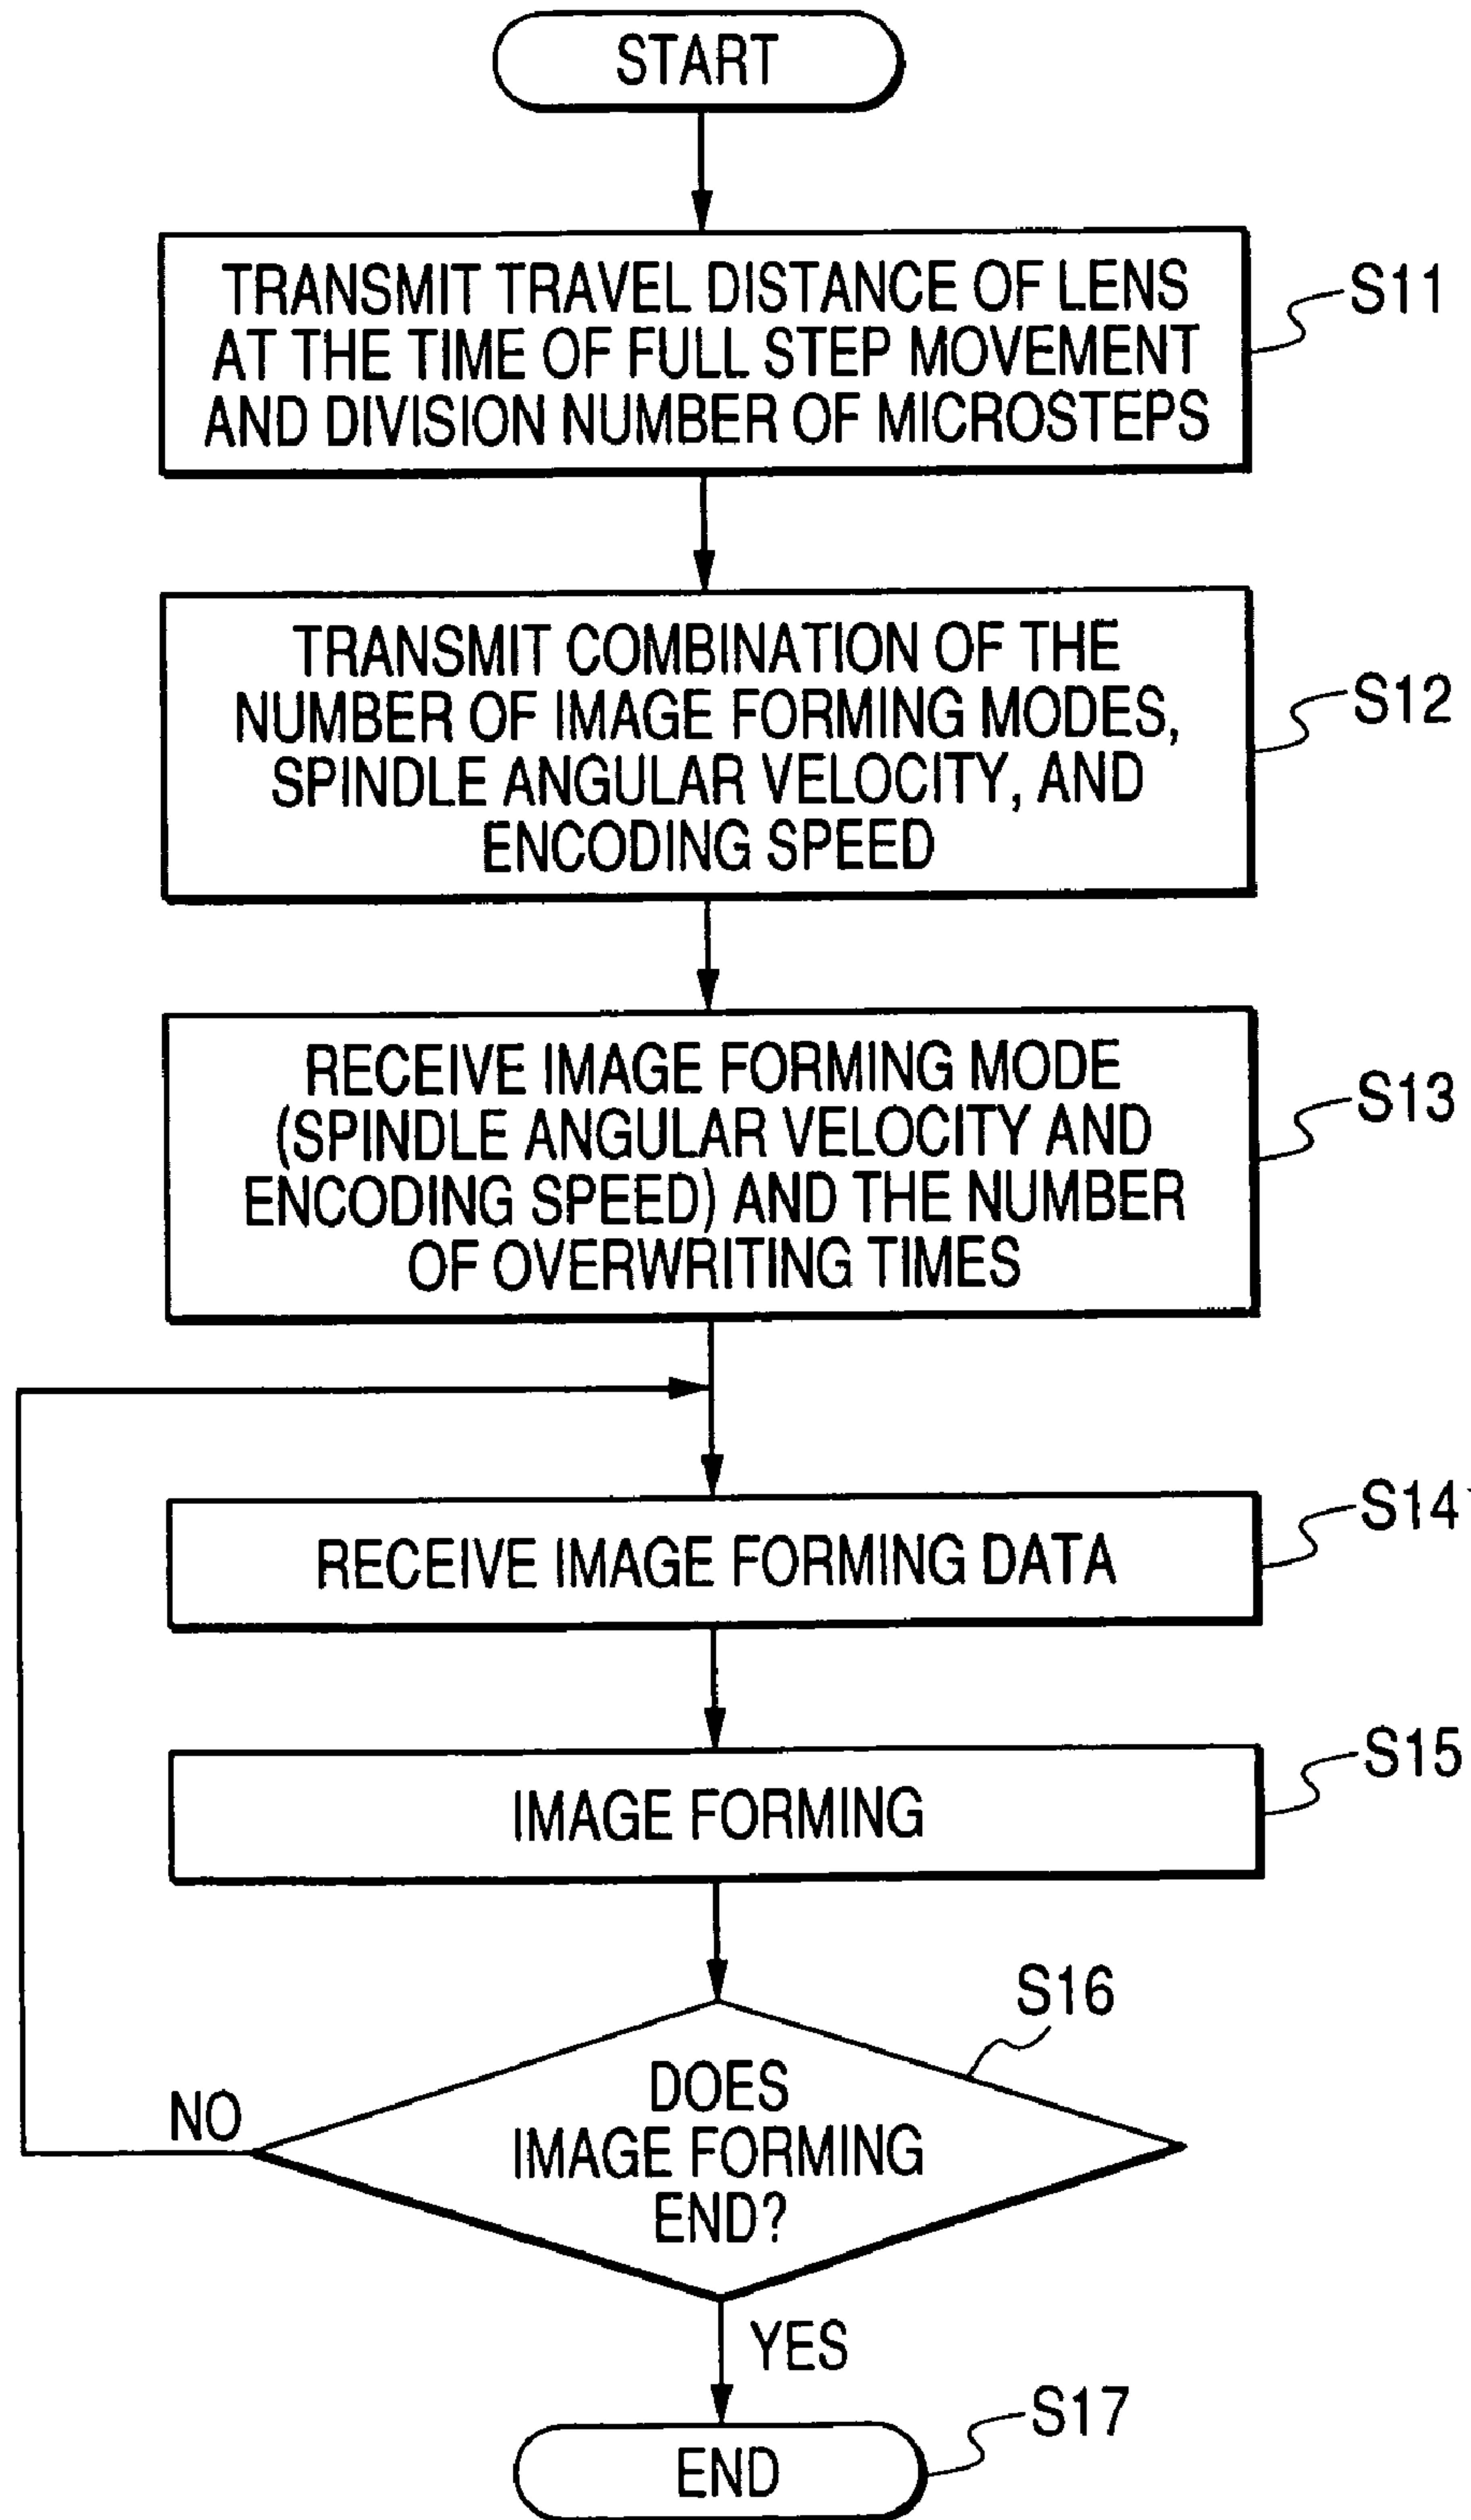 START
TRANSMIT TRAVEL DISTANCE OF LENS
AT THE TIME OF FULL STEP MOVEMENT
AND DIVISION NUMBER OF MICROSTEPS
S11
TRANSMIT COMBINATION OF THE
NUMBER OF IMAGE FORMING MODES,
SPINDLE ANGULAR VELOCITY, AND
ENCODING SPEED
S12
RECEIVE IMAGE FORMING MODE
(SPINDLE ANGULAR VELOCITY AND
ENCODING SPEED) AND THE NUMBER
OF OVERWRITING TIMES
S13
RECEIVE IMAGE FORMING DATA
S14
IMAGE FORMING
S15
S16
DOES
IMAGE FORMING
END?
NO
YES
END
S17